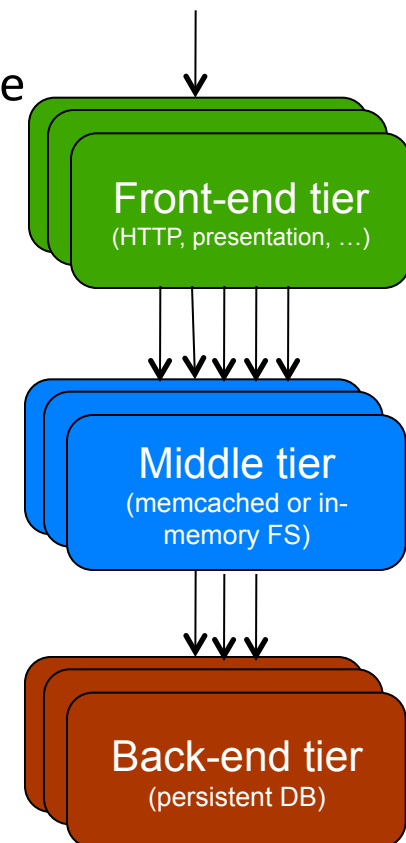 e
Front-end tier
(HTTP, presentation, …)
Middle tier
(memcached or in-
memory FS)
Back-end tier
(persistent DB)